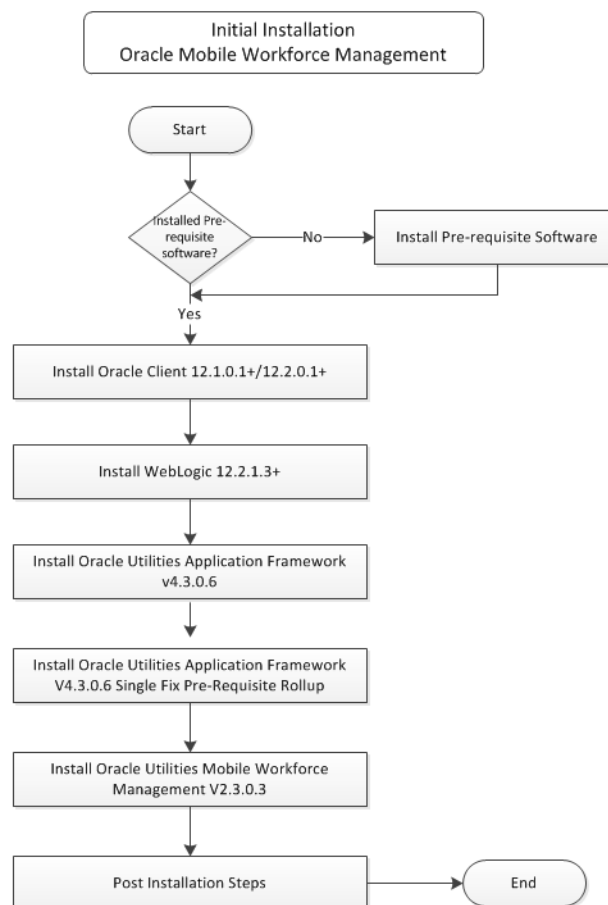 Initial Installation
Oracle Mobile Workforce Management
Start
Installed Pre-
requisite
software?
No
Install Pre-requisite Software
Yes
Install Oracle Client 12.1.0.1+/12.2.0.1+
Install WebLogic 12.2.1.3+
Install Oracle Utilities Application Framework
v4.3.0.6
Install Oracle Utilities Application Framework
V4.3.0.6 Single Fix Pre-Requisite Rollup
Install Oracle Utilities Mobile Workforce
Management V2.3.0.3
Post Installation Steps
End